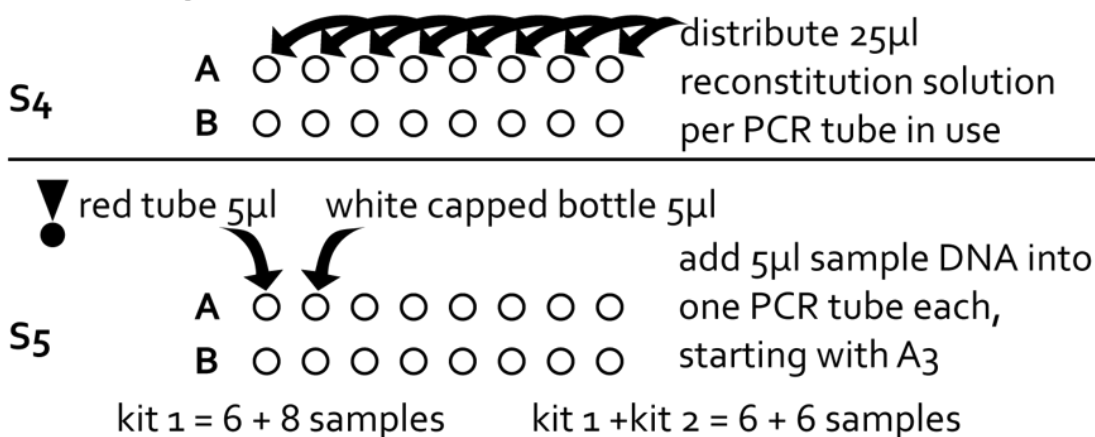 distribute 25µl
A
reconstitution solution
S4
B
per PCR tube in use
red tube 5µl
white capped bottle 5µl
add 5µl sample DNA into
A
one PCR tube each,
S5
B
starting with A3
kit 1 = 6 + 8 samples
kit 1 +kit 2 = 6 + 6 samples